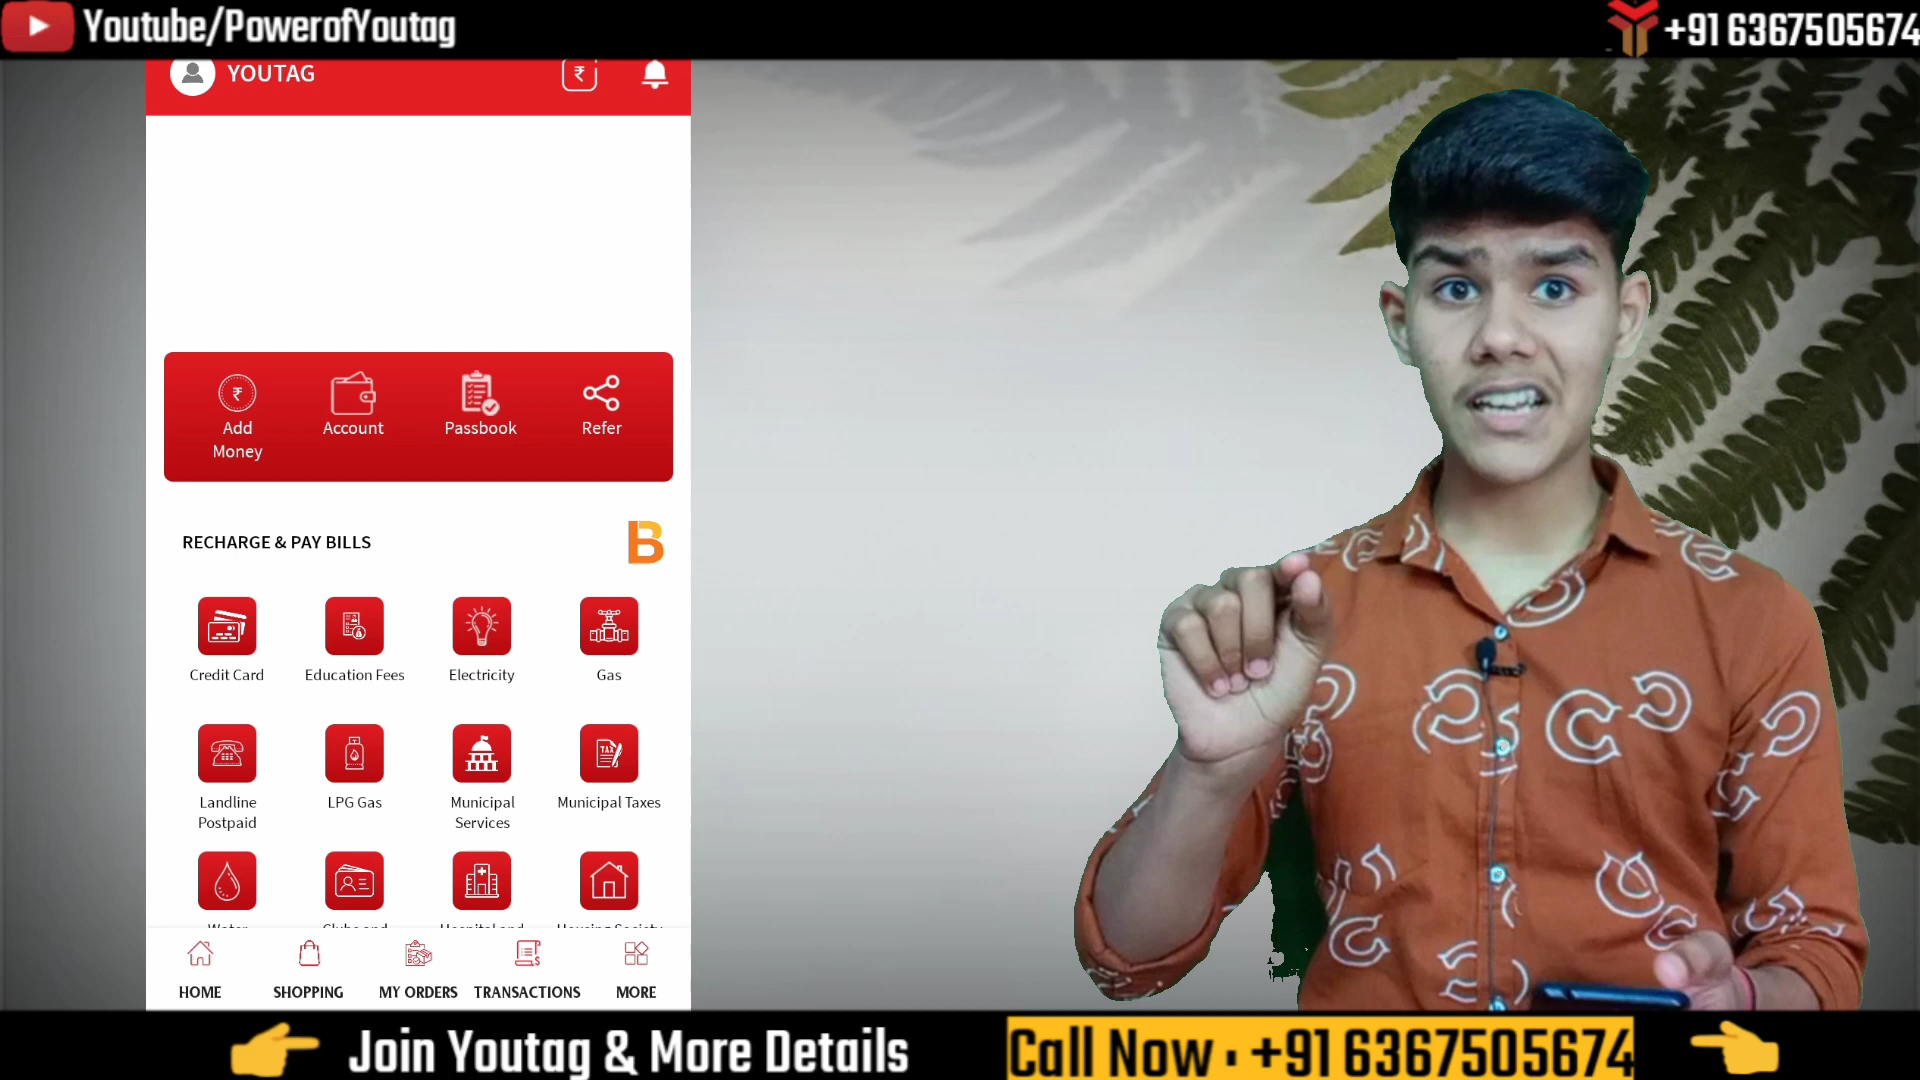 Youtube/PowerofYoutag
+91 6367505674
YOUTAG
Add
Money
Account
Passbook
Refer
RECHARGE & PAY BILLS
B
Credit Card
Education Fees
Electricity
Gas
Landline
Postpaid
LPG Gas
Municipal
Services
Municipal Taxes
TAX
HOME
SHOPPING
MY ORDERS
TRANSACTIONS
MORE
Join Youtag & More Details
Call Now : +91 6367505674